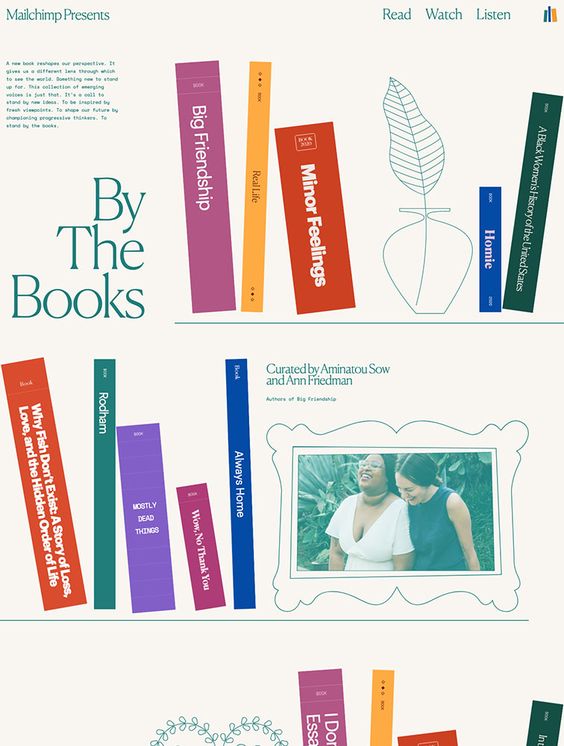 Mailchimp Presents
Read Watch Listen
A new book reshapes our perspective. It
gives us a different lens through which
to see the world. Something new to stand
up for. This collection of emerging
voices is just that. It's a call to
stand by new ideas. To be inspired by
fresh viewpoints. To shape our future by
championing progressive thinkers. To
stand by the books.
By
The
Books
BOOK
Big Friendship
BOOK
Real Life
BOOK
2020
Minor Feelings
BOOK
Homie
2020
A Black Women's History of the United States
Book
Why Fish Don't Exist: A Story of Loss,
Love, and the Hidden Order of Life
BOOK
Rodham
BOOK
MOSTLY
DEAD
THINGS
BOOK
Wow, No Thank You
Book
Always Home
Curated by Aminatou Sow
and Ann Friedman
Authors of Big Friendship
BOOK
I Don
Essa
BOOK
BOOK
In t